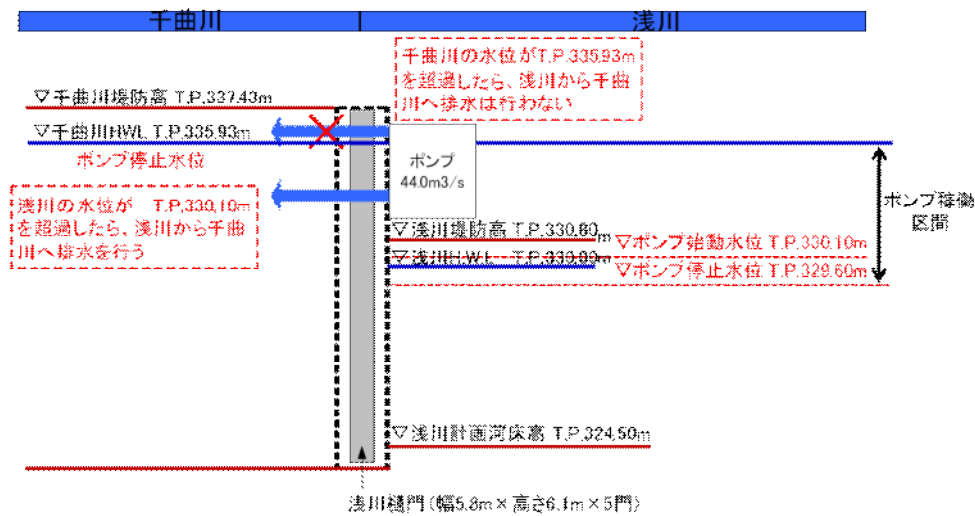 千曲川
浅川
千曲川の水位がT.P.335.93m
を超過したら、浅川から千曲
川へ排水は行わない
▽千曲川堤防高 T.P.337.43m
▽千曲川HWL T.P.335.93m
ポンプ停止水位
ポンプ
44.0m3/s
浅川の水位が T.P.330.10m
を超過したら、浅川から千曲
川へ排水を行う
ポンプ稼働
区間
▽浅川堤防高 T.P.330.60m
▽ポンプ始動水位 T.P.330.10m
▽浅川H.W.L
▽ポンプ停止水位 T.P.329.60m
▽浅川計画河床高 T.P.324.50m
浅川樋門(幅5.8m×高さ6.1m×5門)